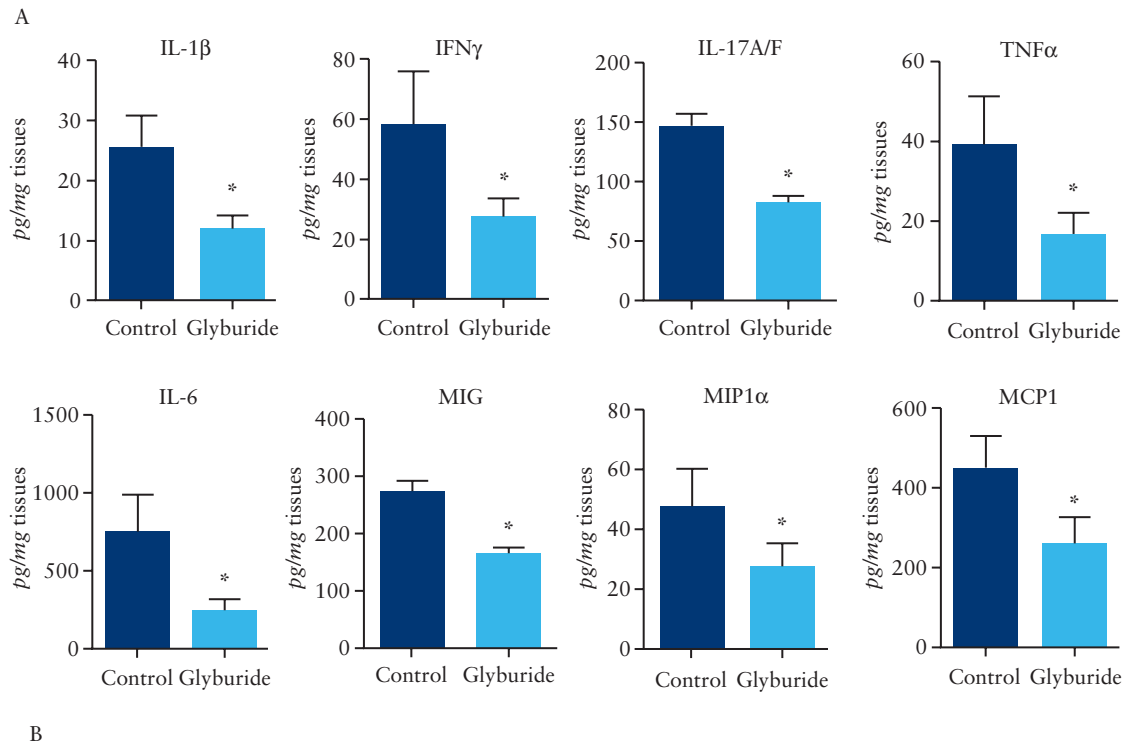 A
IL-1β
40
30
20
10
0
pg/mg tissues
*
Control Glyburide
IFNγ
80
60
40
20
0
pg/mg tissues
*
Control Glyburide
IL-17A/F
200
150
100
50
0
pg/mg tissues
*
Control Glyburide
TNFα
60
40
20
0
pg/mg tissues
*
Control Glyburide
IL-6
1500
1000
500
0
pg/mg tissues
*
Control Glyburide
MIG
400
300
200
100
0
pg/mg tissues
*
Control Glyburide
MIP1α
80
60
40
20
0
pg/mg tissues
*
Control Glyburide
MCP1
600
400
200
0
pg/mg tissues
*
Control Glyburide
B